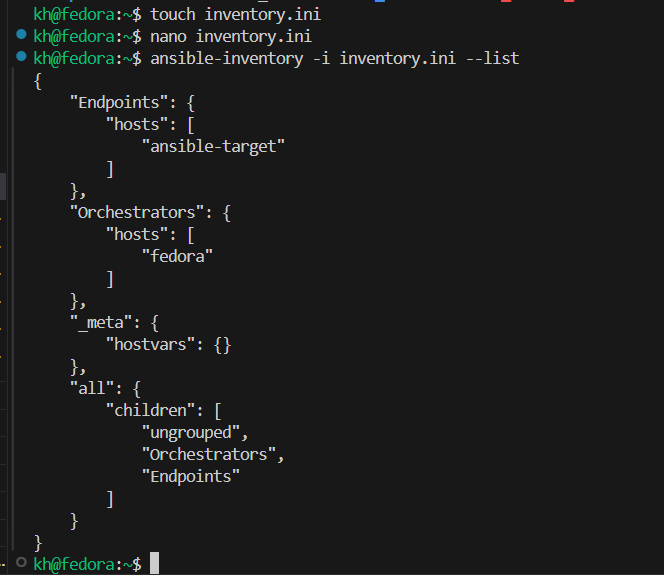 kh@fedora:~$ touch inventory.ini
kh@fedora:~$ nano inventory.ini
kh@fedora:~$ ansible-inventory -i inventory.ini --list
{
    "Endpoints": {
        "hosts": [
            "ansible-target"
        ]
    },
    "Orchestrators": {
        "hosts": [
            "fedora"
        ]
    },
    "_meta": {
        "hostvars": {}
    },
    "all": {
        "children": [
            "ungrouped",
            "Orchestrators",
            "Endpoints"
        ]
    }
}
kh@fedora:~$